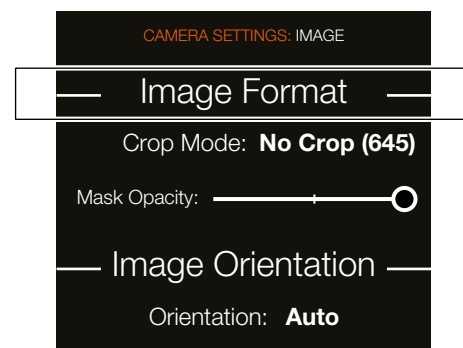 CAMERA SETTINGS: IMAGE
Image Format
Crop Mode: No Crop (645)
Mask Opacity:
Image Orientation
Orientation: Auto